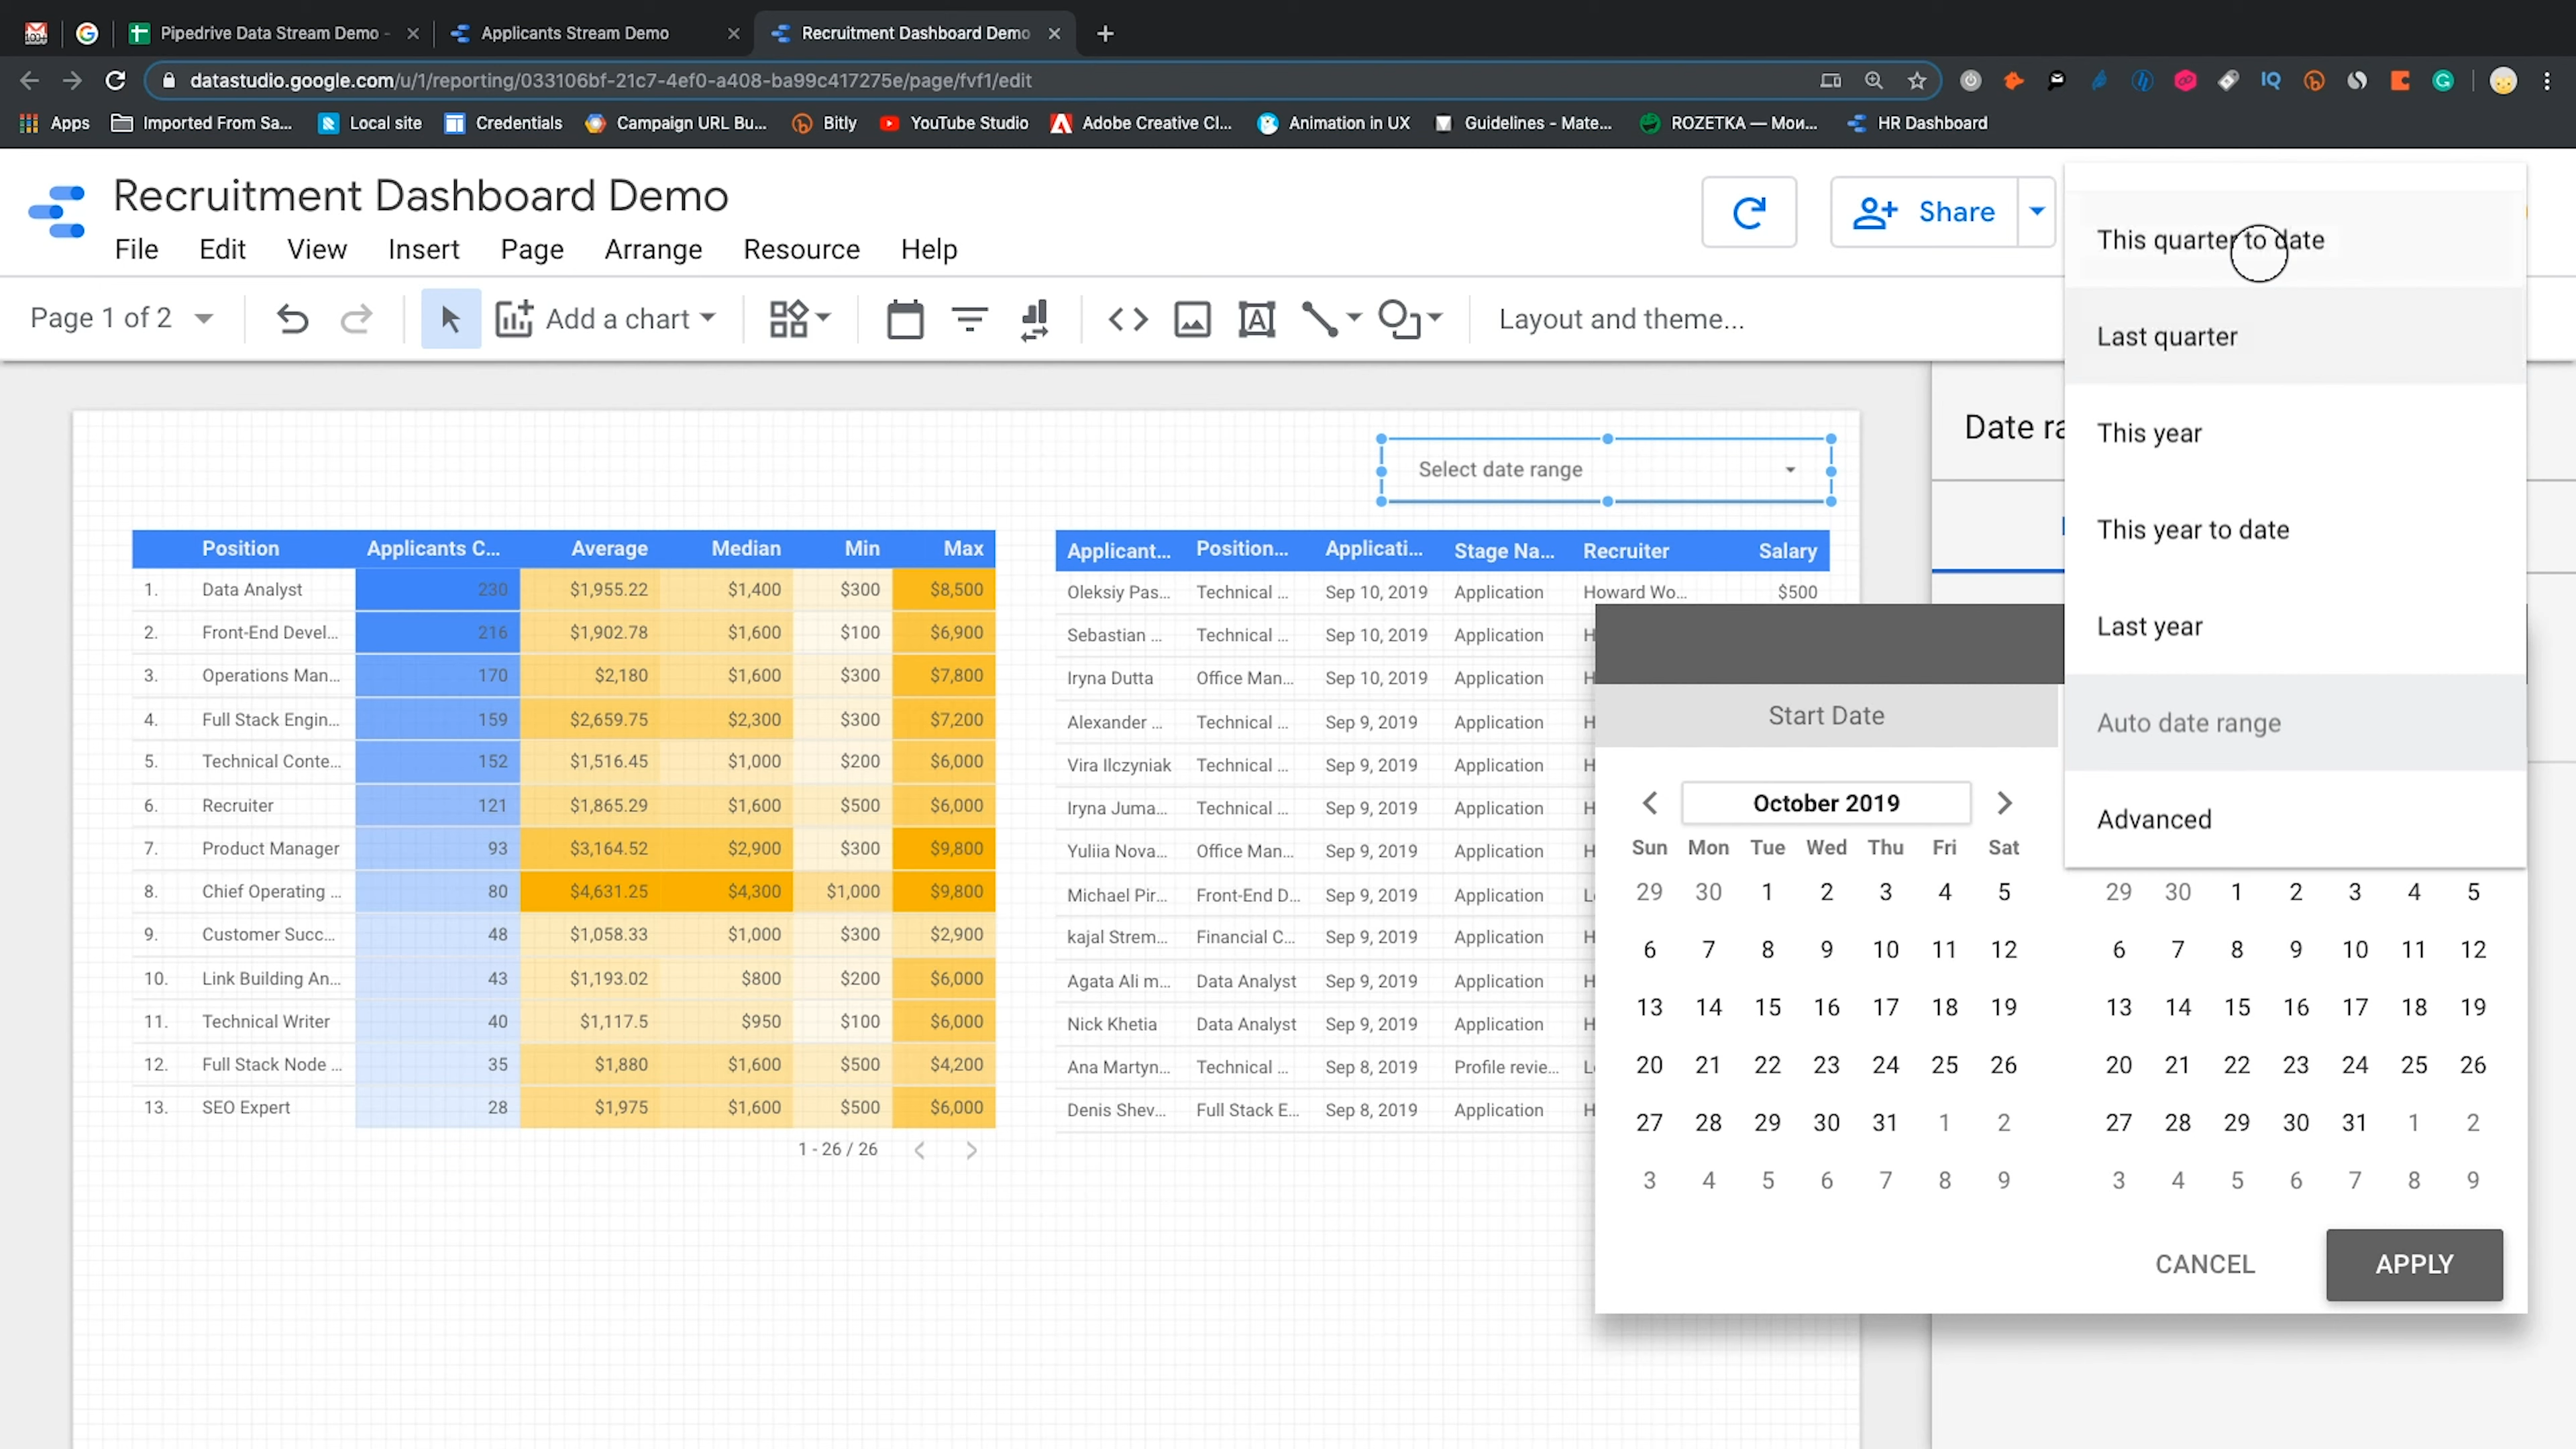 Pipedrive Data Stream Demo -
Applicants Stream Demo
Recruitment Dashboard Demo
datastudio.google.com/u/1/reporting/033106bf-21c7-4ef0-a408-ba99c417275e/page/fvf1/edit
Apps Imported From Sa... Local site Credentials Campaign URL Bu... Bitly YouTube Studio Adobe Creative Cl... Animation in UX Guidelines - Mate... ROZETKA — Мои... HR Dashboard
Recruitment Dashboard Demo
File Edit View Insert Page Arrange Resource Help
Share
Page 1 of 2 Add a chart Layout and theme...
Date ra
Select date range
Position Applicants C... Average Median Min Max
1. Data Analyst 230 $1,955.22 $1,400 $300 $8,500
2. Front-End Devel... 216 $1,902.78 $1,600 $100 $6,900
3. Operations Man... 170 $2,180 $1,600 $300 $7,800
4. Full Stack Engin... 159 $2,659.75 $2,300 $300 $7,200
5. Technical Conte... 152 $1,516.45 $1,000 $200 $6,000
6. Recruiter 121 $1,865.29 $1,600 $500 $6,000
7. Product Manager 93 $3,164.52 $2,900 $300 $9,800
8. Chief Operating ... 80 $4,631.25 $4,300 $1,000 $9,800
9. Customer Succ... 48 $1,058.33 $1,000 $300 $2,900
10. Link Building An... 43 $1,193.02 $800 $200 $6,000
11. Technical Writer 40 $1,117.5 $950 $100 $6,000
12. Full Stack Node ... 35 $1,880 $1,600 $500 $4,200
13. SEO Expert 28 $1,975 $1,600 $500 $6,000
1 - 26 / 26
Applicant... Position... Applicati... Stage Na... Recruiter Salary
Oleksiy Pas... Technical ... Sep 10, 2019 Application Howard Wo... $500
Sebastian ... Technical ... Sep 10, 2019 Application H
Iryna Dutta Office Man... Sep 10, 2019 Application H
Alexander ... Technical ... Sep 9, 2019 Application H
Vira Ilczyniak Technical ... Sep 9, 2019 Application H
Iryna Juma... Technical ... Sep 9, 2019 Application H
Yuliia Nova... Office Man... Sep 9, 2019 Application H
Michael Pir... Front-End D... Sep 9, 2019 Application L
kajal Strem... Financial C... Sep 9, 2019 Application H
Agata Ali m... Data Analyst Sep 9, 2019 Application H
Nick Khetia Data Analyst Sep 9, 2019 Application H
Ana Martyn... Technical ... Sep 8, 2019 Profile revie... L
Denis Shev... Full Stack E... Sep 8, 2019 Application H
This quarter to date
Last quarter
This year
This year to date
Last year
Auto date range
Advanced
Start Date
October 2019
Sun Mon Tue Wed Thu Fri Sat
29 30 1 2 3 4 5
6 7 8 9 10 11 12
13 14 15 16 17 18 19
20 21 22 23 24 25 26
27 28 29 30 31 1 2
3 4 5 6 7 8 9
29 30 1 2 3 4 5
6 7 8 9 10 11 12
13 14 15 16 17 18 19
20 21 22 23 24 25 26
27 28 29 30 31 1 2
3 4 5 6 7 8 9
CANCEL APPLY